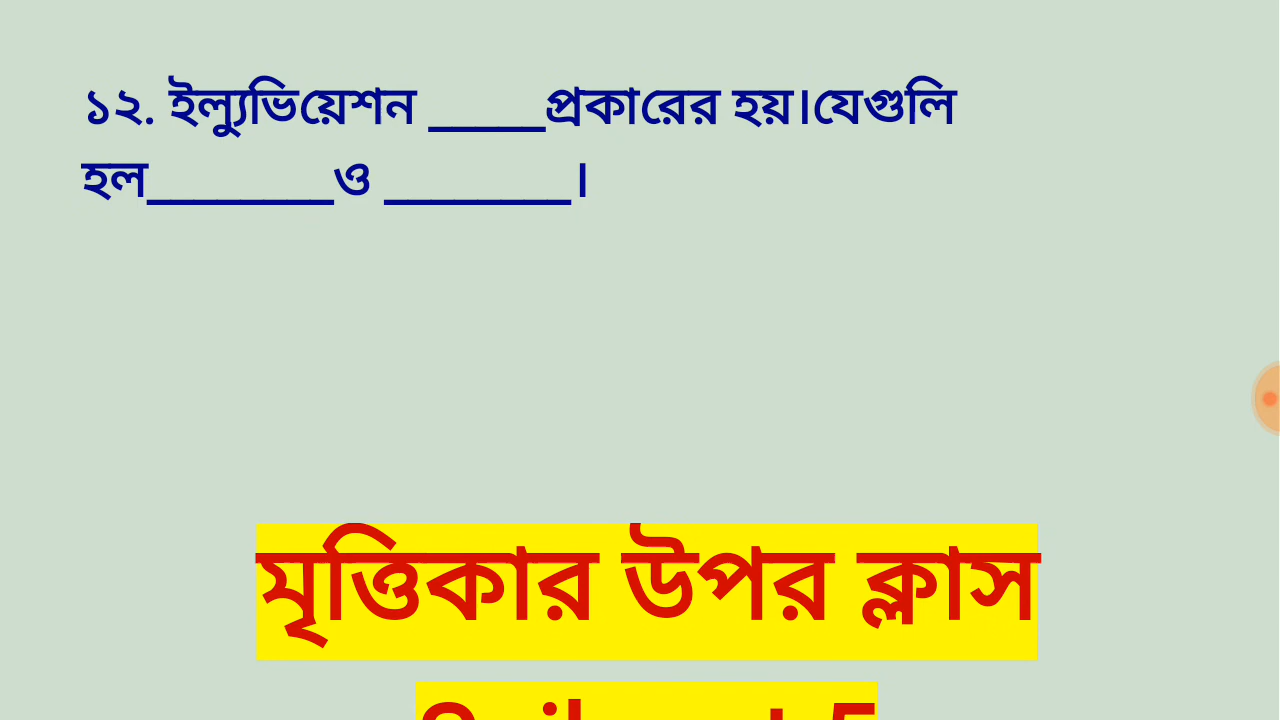 ১২. ইল্যুভিয়েশন _____প্রকারের হয়।যেগুলি
হল________ও ________।
মৃত্তিকার উপর ক্লাস